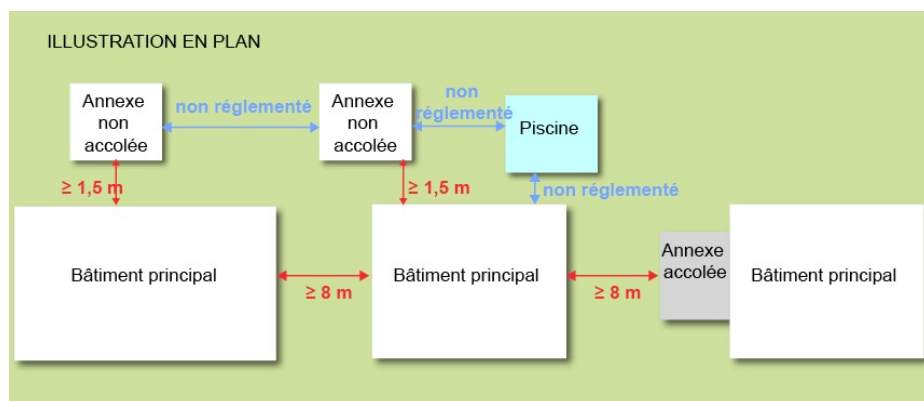 ILLUSTRATION EN PLAN
Annexe
non
accolée
non réglementé
Annexe
non
accolée
non
réglementé
Piscine
≥ 1,5 m
≥ 1,5 m
non réglementé
Bâtiment principal
≥ 8 m
Bâtiment principal
≥ 8 m
Annexe
accolée
Bâtiment principal